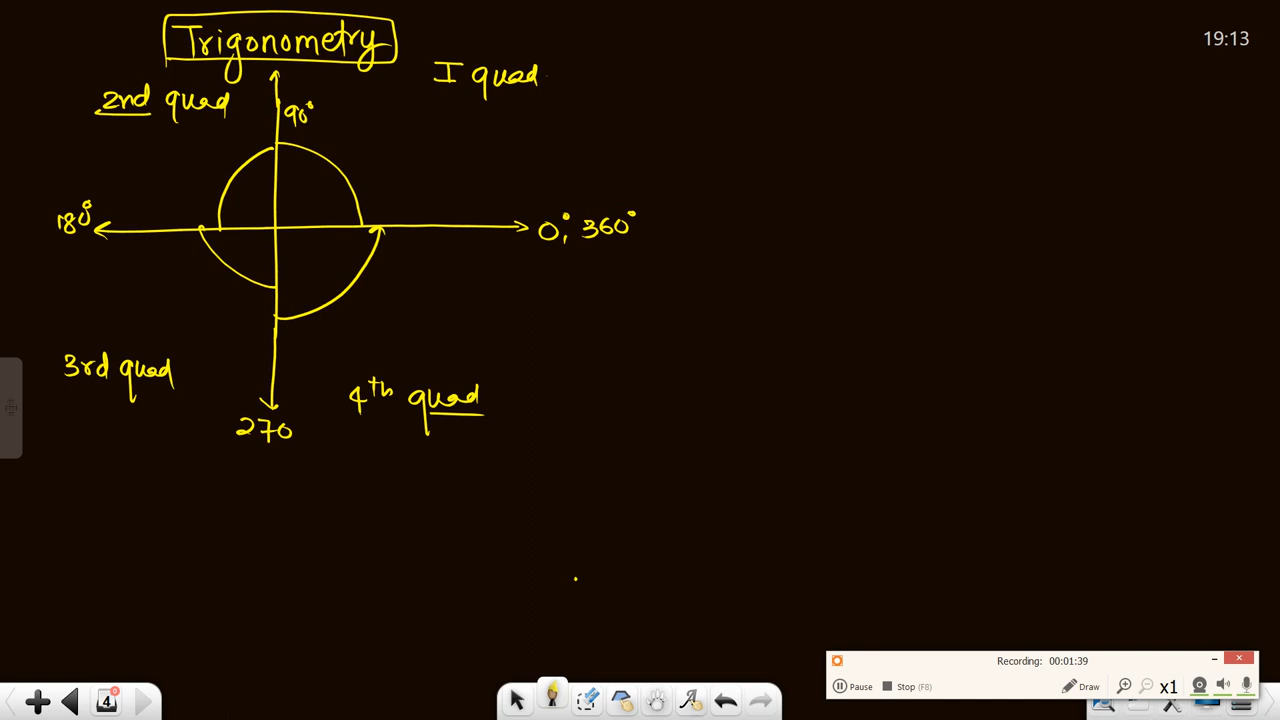 Trigonometry
19:13
I quad
2nd quad
90°
180°
0°, 360°
3rd quad
4th quad
270
Recording: 00:01:39
Pause
Stop (F8)
Draw
x1
4
0